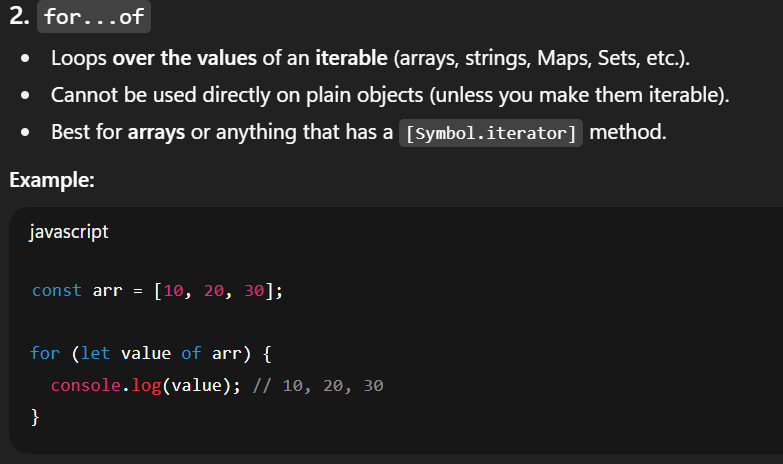 2. for...of
• Loops over the values of an iterable (arrays, strings, Maps, Sets, etc.).
• Cannot be used directly on plain objects (unless you make them iterable).
• Best for arrays or anything that has a [Symbol.iterator] method.
Example:
javascript
const arr = [10, 20, 30];
for (let value of arr) {
  console.log(value); // 10, 20, 30
}